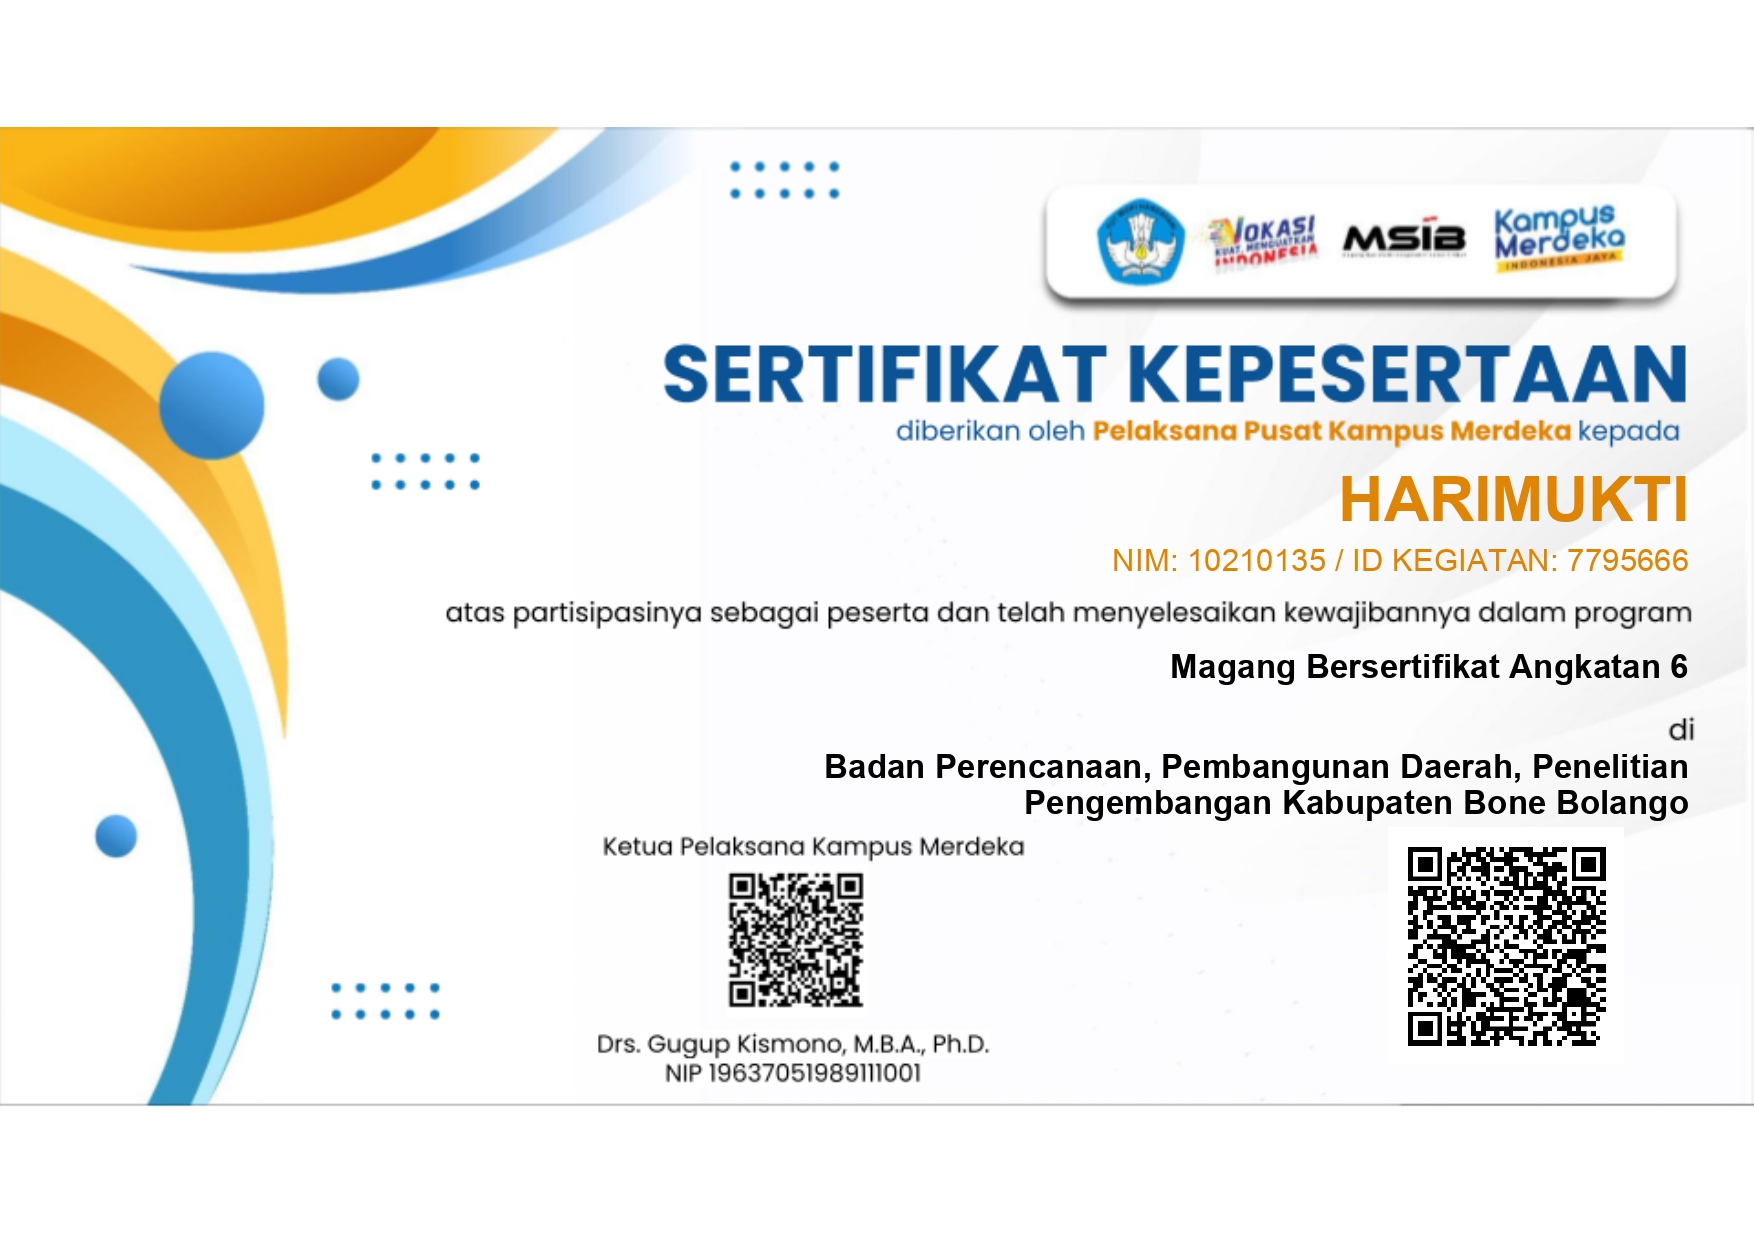 VOKASI
KUAT, MENGUATKAN
INDONESIA
MSIB
Kampus
Merdeka
INDONESIA JAYA
SERTIFIKAT KEPESERTAAN
diberikan oleh Pelaksana Pusat Kampus Merdeka kepada
HARIMUKTI
NIM: 10210135 / ID KEGIATAN: 7795666
atas partisipasinya sebagai peserta dan telah menyelesaikan kewajibannya dalam program
Magang Bersertifikat Angkatan 6
di
Badan Perencanaan, Pembangunan Daerah, Penelitian
Pengembangan Kabupaten Bone Bolango
Ketua Pelaksana Kampus Merdeka
Drs. Gugup Kismono, M.B.A., Ph.D.
NIP 19637051989111001